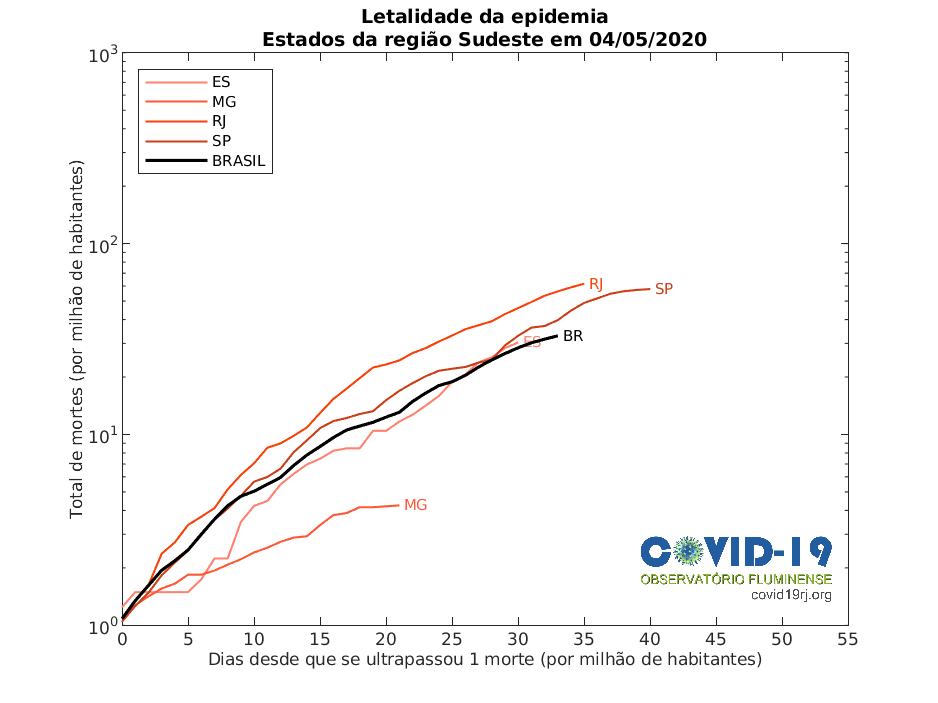 Letalidade da epidemia
Estados da região Sudeste em 04/05/2020
Total de mortes (por milhão de habitantes)
10³
10²
10¹
10⁰
ES
MG
RJ
SP
BRASIL
RJ
SP
BR
ES
MG
COVID-19
OBSERVATÓRIO FLUMINENSE
covid19rj.org
0 5 10 15 20 25 30 35 40 45 50 55
Dias desde que se ultrapassou 1 morte (por milhão de habitantes)